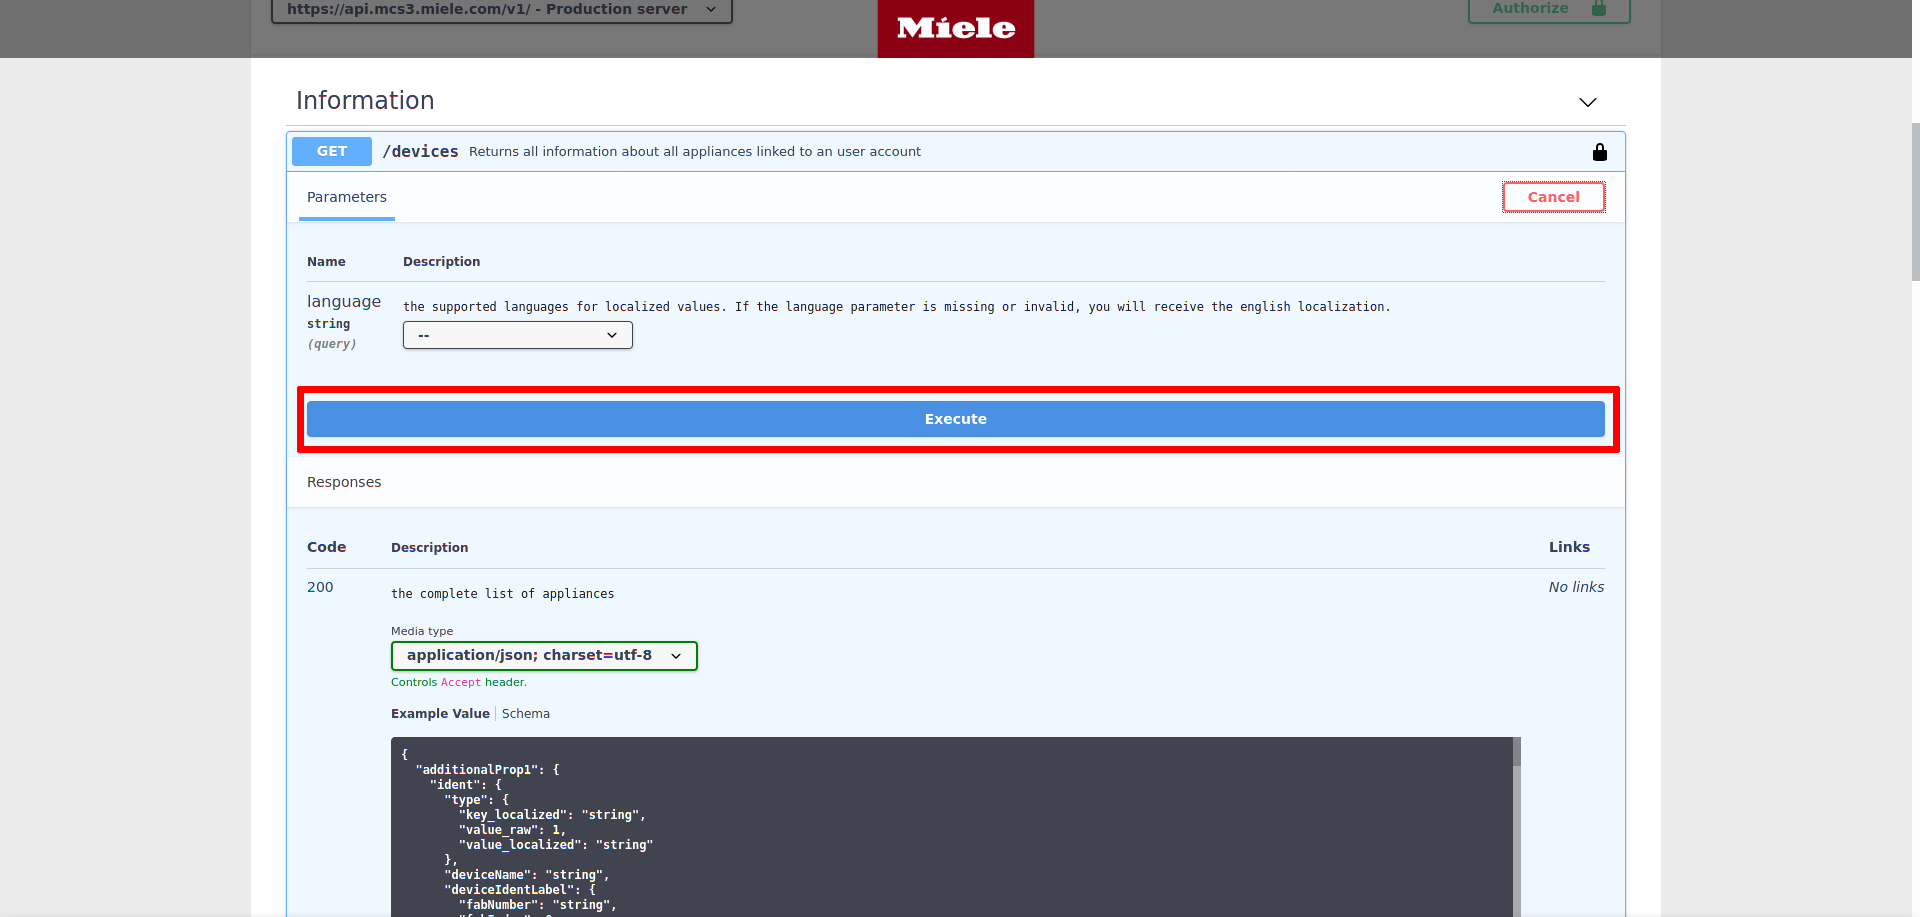 https://api.mcs3.miele.com/v1/ - Production server
Authorize
Miele
Information
GET /devices Returns all information about all appliances linked to an user account
Parameters
Cancel
Name Description
language
string
(query)
the supported languages for localized values. If the language parameter is missing or invalid, you will receive the english localization.
--
Execute
Responses
Code Description Links
200 the complete list of appliances No links
Media type
application/json; charset=utf-8
Controls Accept header.
Example Value Schema
{
"additionalProp1": {
"ident": {
"type": {
"key_localized": "string",
"value_raw": 1,
"value_localized": "string"
},
"deviceName": "string",
"deviceIdentLabel": {
"fabNumber": "string",